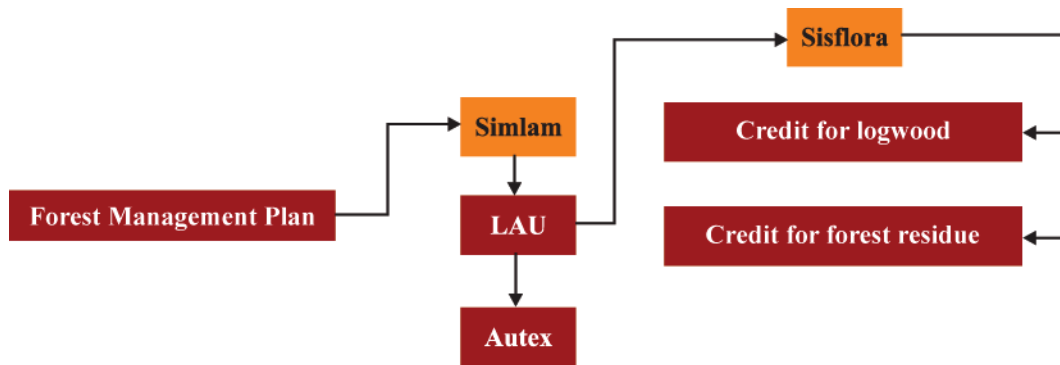 Forest Management Plan
Simlam
LAU
Autex
Sisflora
Credit for logwood
Credit for forest residue